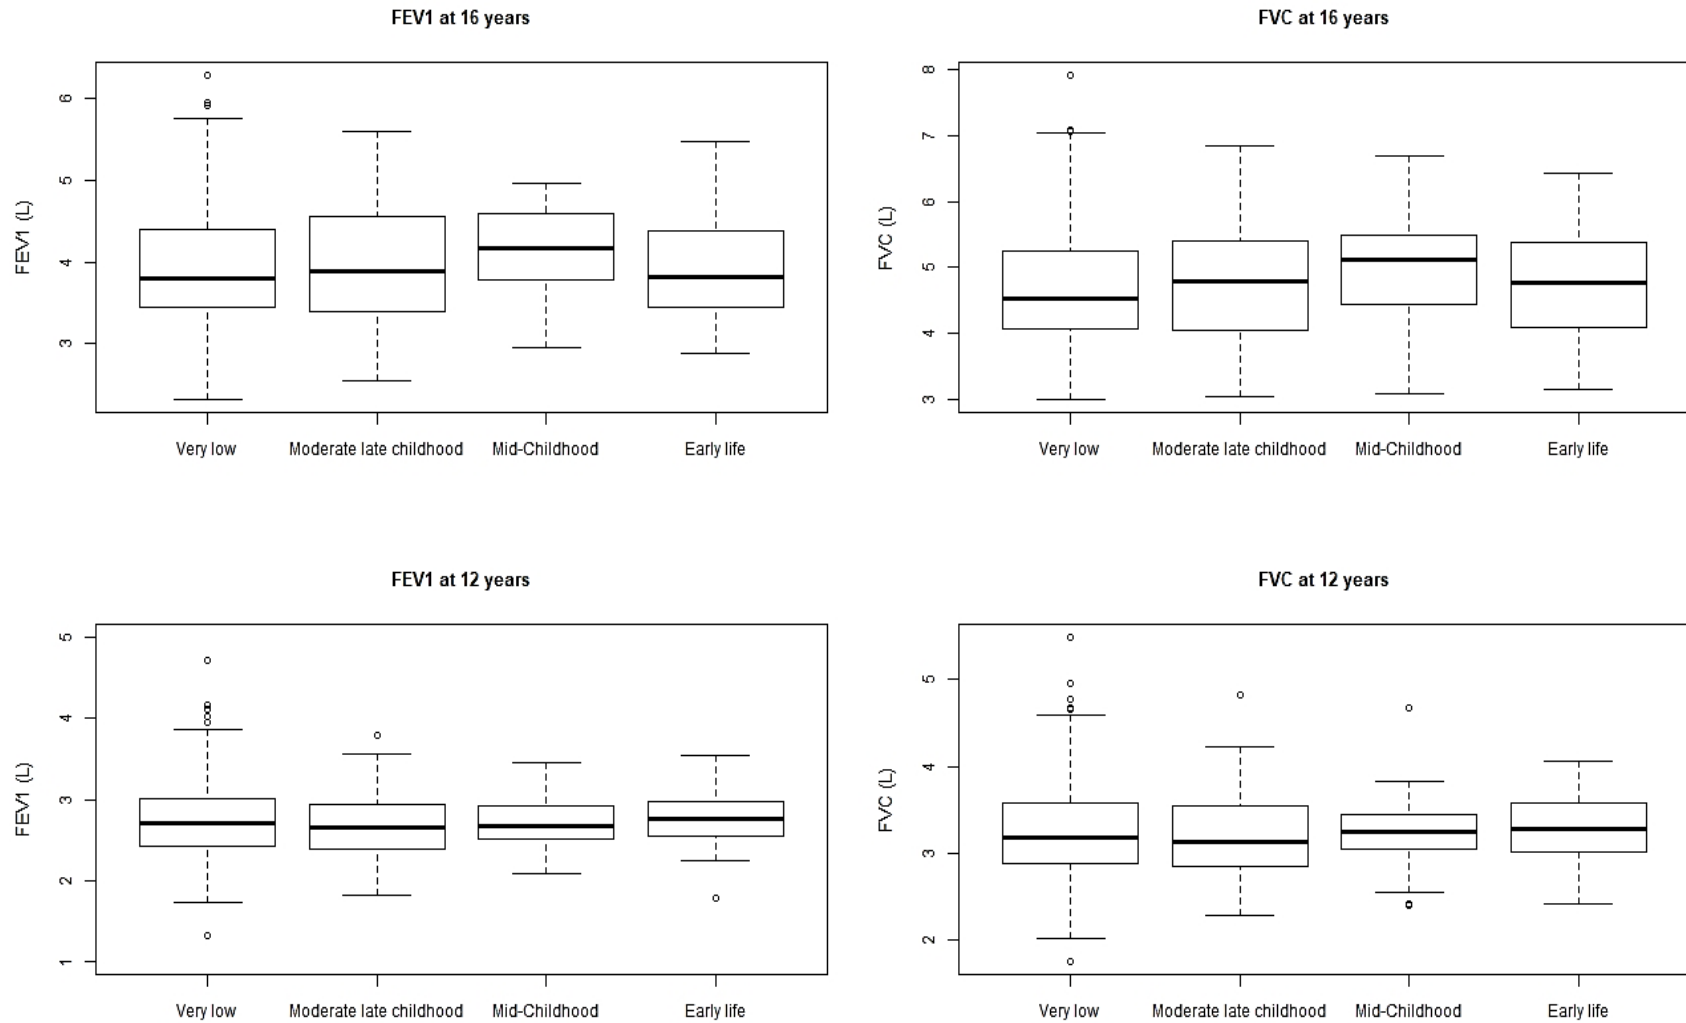 FEV1 at 16 years
FEV1 (L)
6
5
4
3
Very low
Moderate late childhood
Mid-Childhood
Early life
FVC at 16 years
FVC (L)
8
7
6
5
4
3
Very low
Moderate late childhood
Mid-Childhood
Early life
FEV1 at 12 years
FEV1 (L)
5
4
3
2
1
Very low
Moderate late childhood
Mid-Childhood
Early life
FVC at 12 years
FVC (L)
5
4
3
2
Very low
Moderate late childhood
Mid-Childhood
Early life